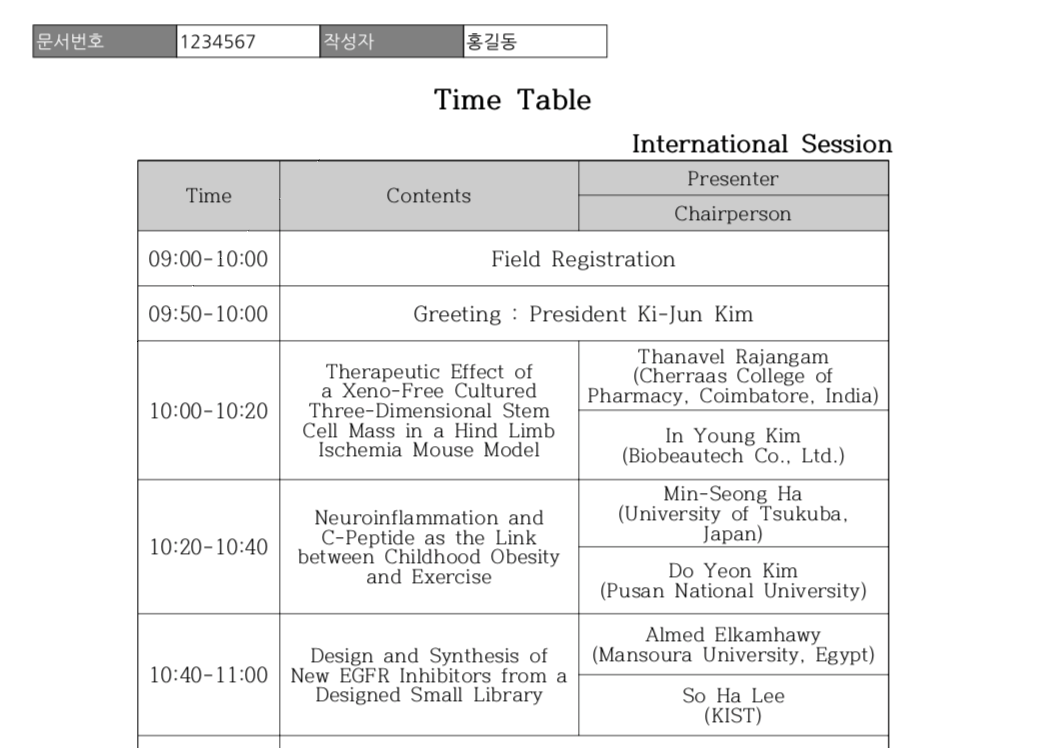 문서번호 1234567 작성자 홍길동
Time Table
International Session
Time Contents Presenter
Chairperson
09:00-10:00 Field Registration
09:50-10:00 Greeting : President Ki-Jun Kim
10:00-10:20
Therapeutic Effect of
a Xeno-Free Cultured
Three-Dimensional Stem
Cell Mass in a Hind Limb
Ischemia Mouse Model
Thanavel Rajangam
(Cherraas College of
Pharmacy, Coimbatore, India)
In Young Kim
(Biobeautech Co., Ltd.)
10:20-10:40
Neuroinflammation and
C-Peptide as the Link
between Childhood Obesity
and Exercise
Min-Seong Ha
(University of Tsukuba,
Japan)
Do Yeon Kim
(Pusan National University)
10:40-11:00
Design and Synthesis of
New EGFR Inhibitors from a
Designed Small Library
Almed Elkamhawy
(Mansoura University, Egypt)
So Ha Lee
(KIST)